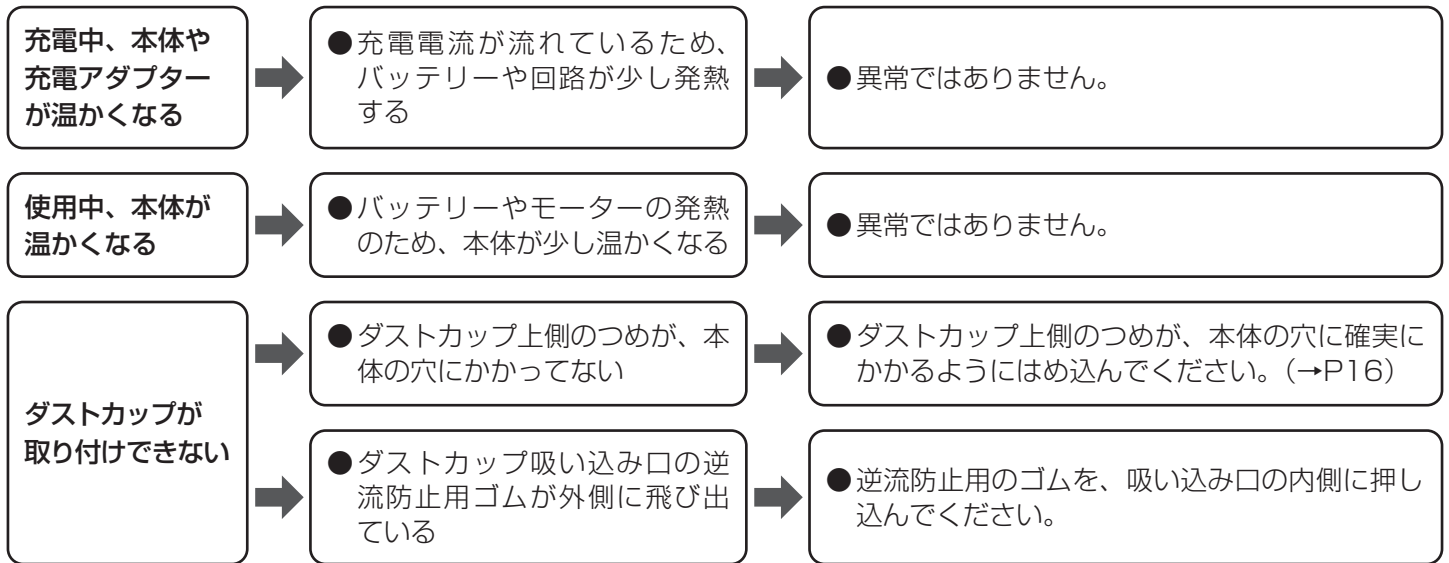 充電中、本体や
充電アダプター
が温かくなる
●充電電流が流れているため、
バッテリーや回路が少し発熱
する
●異常ではありません。
使用中、本体が
温かくなる
●バッテリーやモーターの発熱
のため、本体が少し温かくなる
●異常ではありません。
ダストカップが
取り付けできない
●ダストカップ上側のつめが、本
体の穴にかかってない
●ダストカップ上側のつめが、本体の穴に確実に
かかるようにはめ込んでください。(→P16)
●ダストカップ吸い込み口の逆
流防止用ゴムが外側に飛び出
ている
●逆流防止用のゴムを、吸い込み口の内側に押し
込んでください。